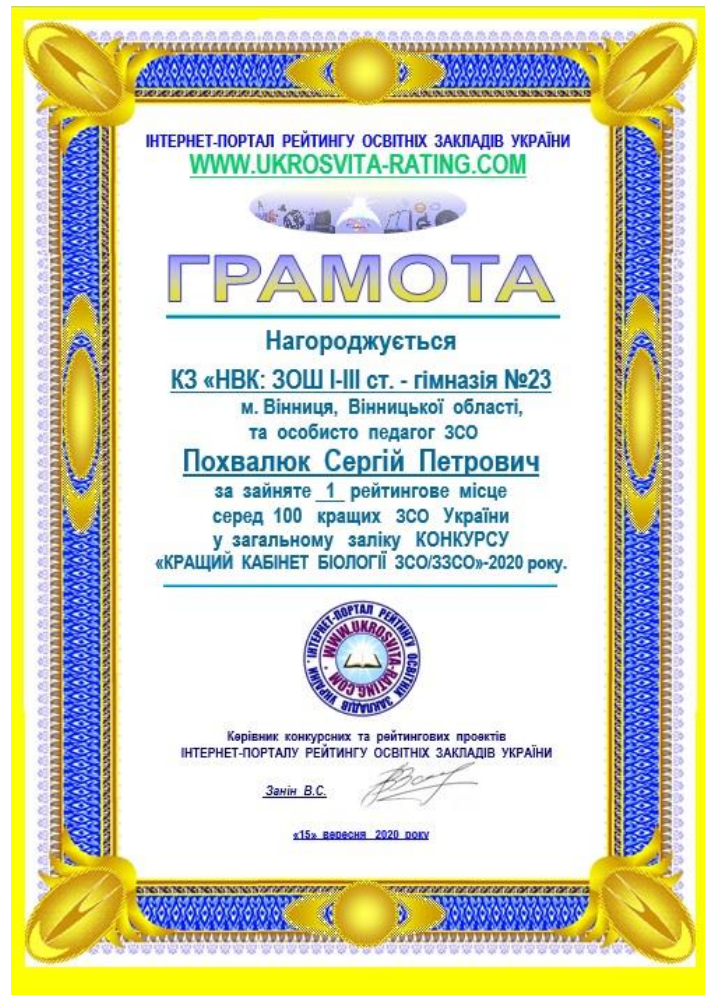 ІНТЕРНЕТ-ПОРТАЛ РЕЙТИНГУ ОСВІТНІХ ЗАКЛАДІВ УКРАЇНИ
WWW.UKROSVITA-RATING.COM
ГРАМОТА
Нагороджується
КЗ «НВК: ЗОШ І-ІІІ ст. - гімназія №23
м. Вінниця, Вінницької області,
та особисто педагог ЗСО
Похвалюк Сергій Петрович
за зайняте 1 рейтингове місце
серед 100 кращих ЗСО України
у загальному заліку КОНКУРСУ
«КРАЩИЙ КАБІНЕТ БІОЛОГІЇ ЗСО/ЗЗСО»-2020 року.
ІНТЕРНЕТ-ПОРТАЛ РЕЙТИНГУ ОСВІТНІХ ЗАКЛАДІВ УКРАЇНИ
WWW.UKROSVITA-RATING.COM
Керівник конкурсних та рейтингових проектів
ІНТЕРНЕТ-ПОРТАЛУ РЕЙТИНГУ ОСВІТНІХ ЗАКЛАДІВ УКРАЇНИ
Занін В.С.
«15» вересня 2020 року